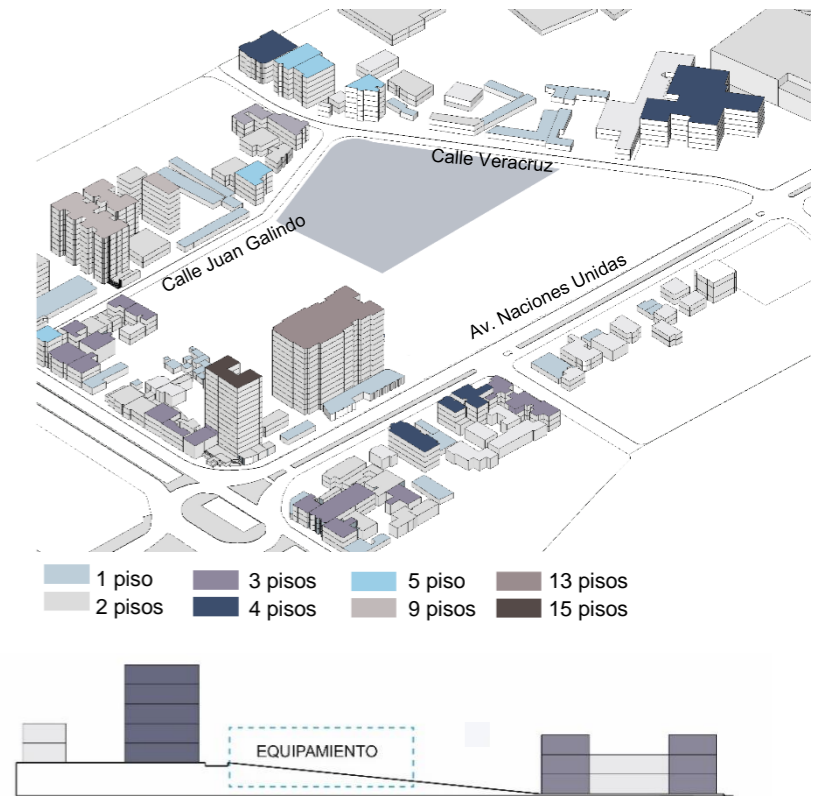 Calle Veracruz
Calle Juan Galindo
Av. Naciones Unidas
1 piso
3 pisos
5 piso
13 pisos
2 pisos
4 pisos
9 pisos
15 pisos
EQUIPAMIENTO